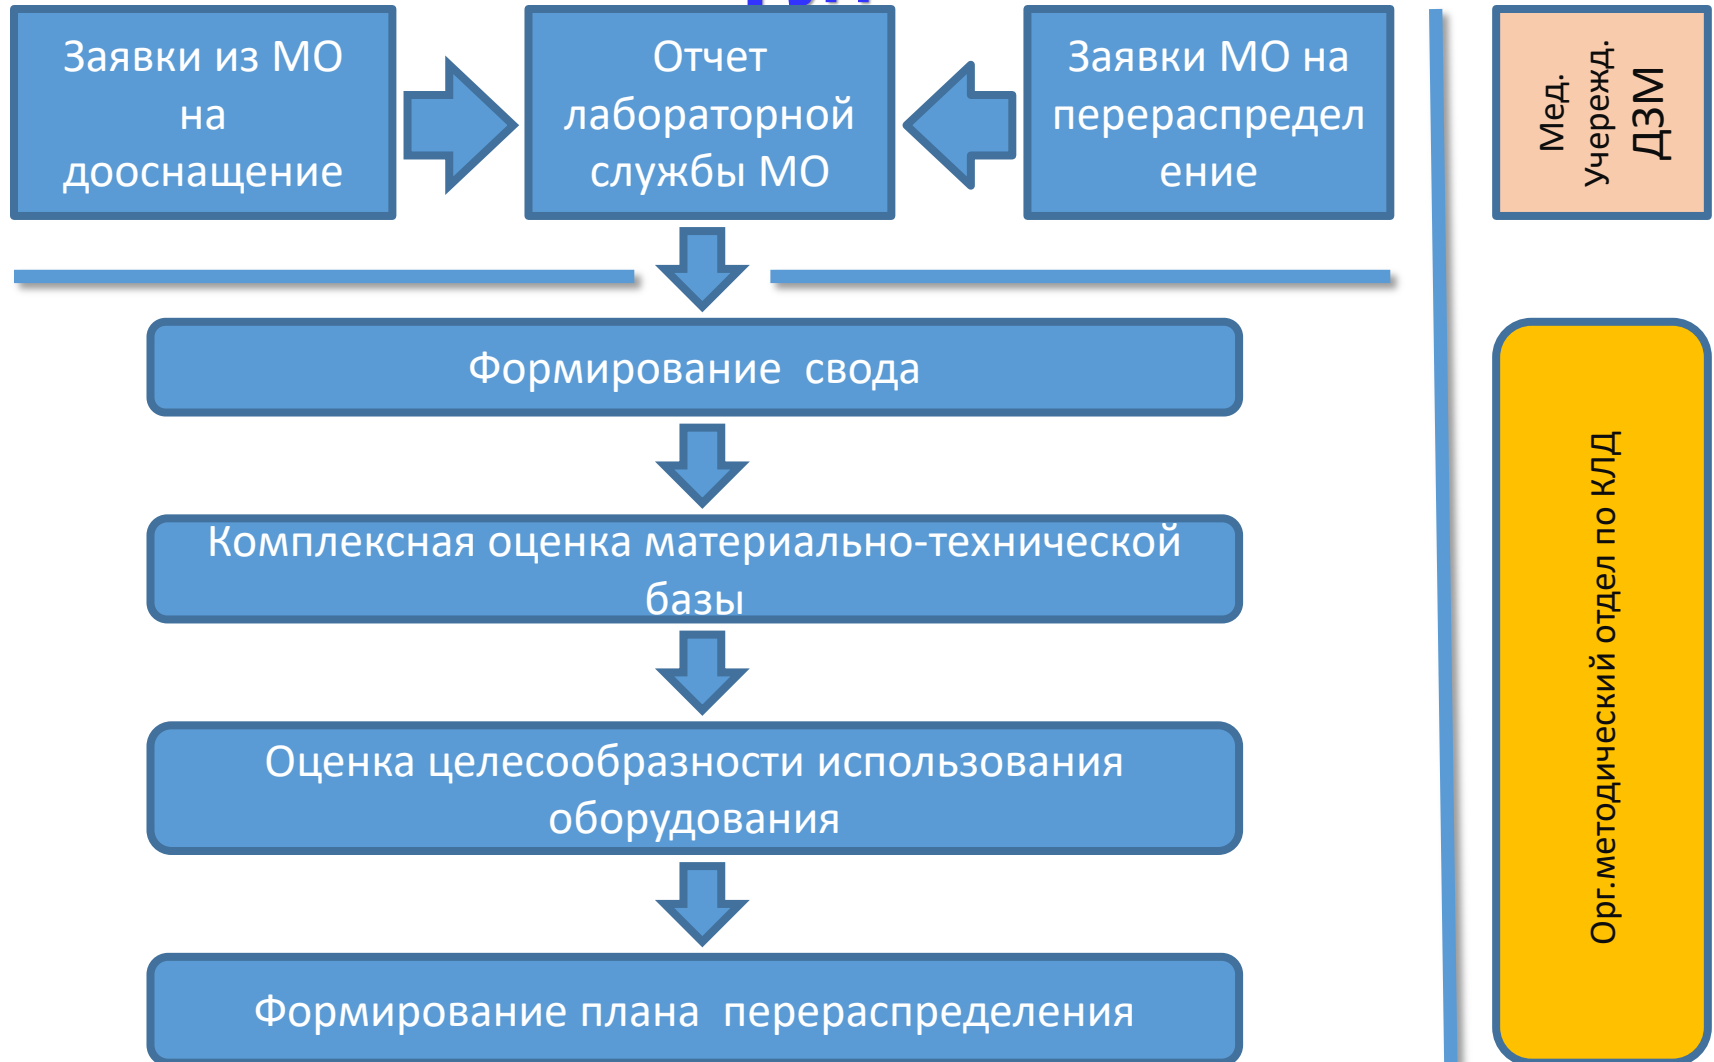 Заявки из МО
на
дооснащение
Отчет
лабораторной
службы МО
Заявки МО на
перераспредел
ение
Мед.
Учережд.
ДЗМ
Формирование свода
Комплексная оценка материально-технической
базы
Оценка целесообразности использования
оборудования
Формирование плана перераспределения
Орг.методический отдел по КЛД